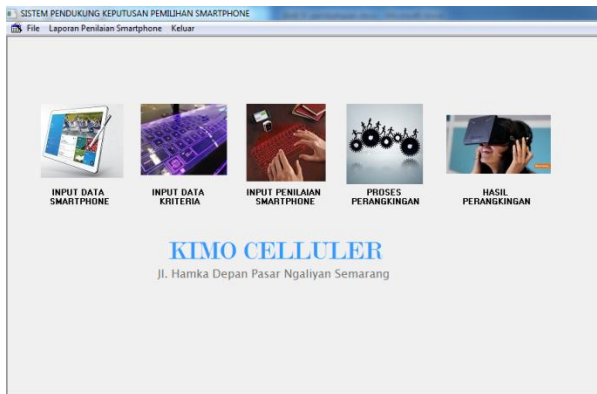 SISTEM PENDUKUNG KEPUTUSAN PEMILIHAN SMARTPHONE
File Laporan Penilaian Smartphone Keluar
INPUT DATA
SMARTPHONE
INPUT DATA
KRITERIA
INPUT PENILAIAN
SMARTPHONE
PROSES
PERANGKINGAN
HASIL
PERANGKINGAN
KIMO CELLULER
Jl. Hamka Depan Pasar Ngaliyan Semarang